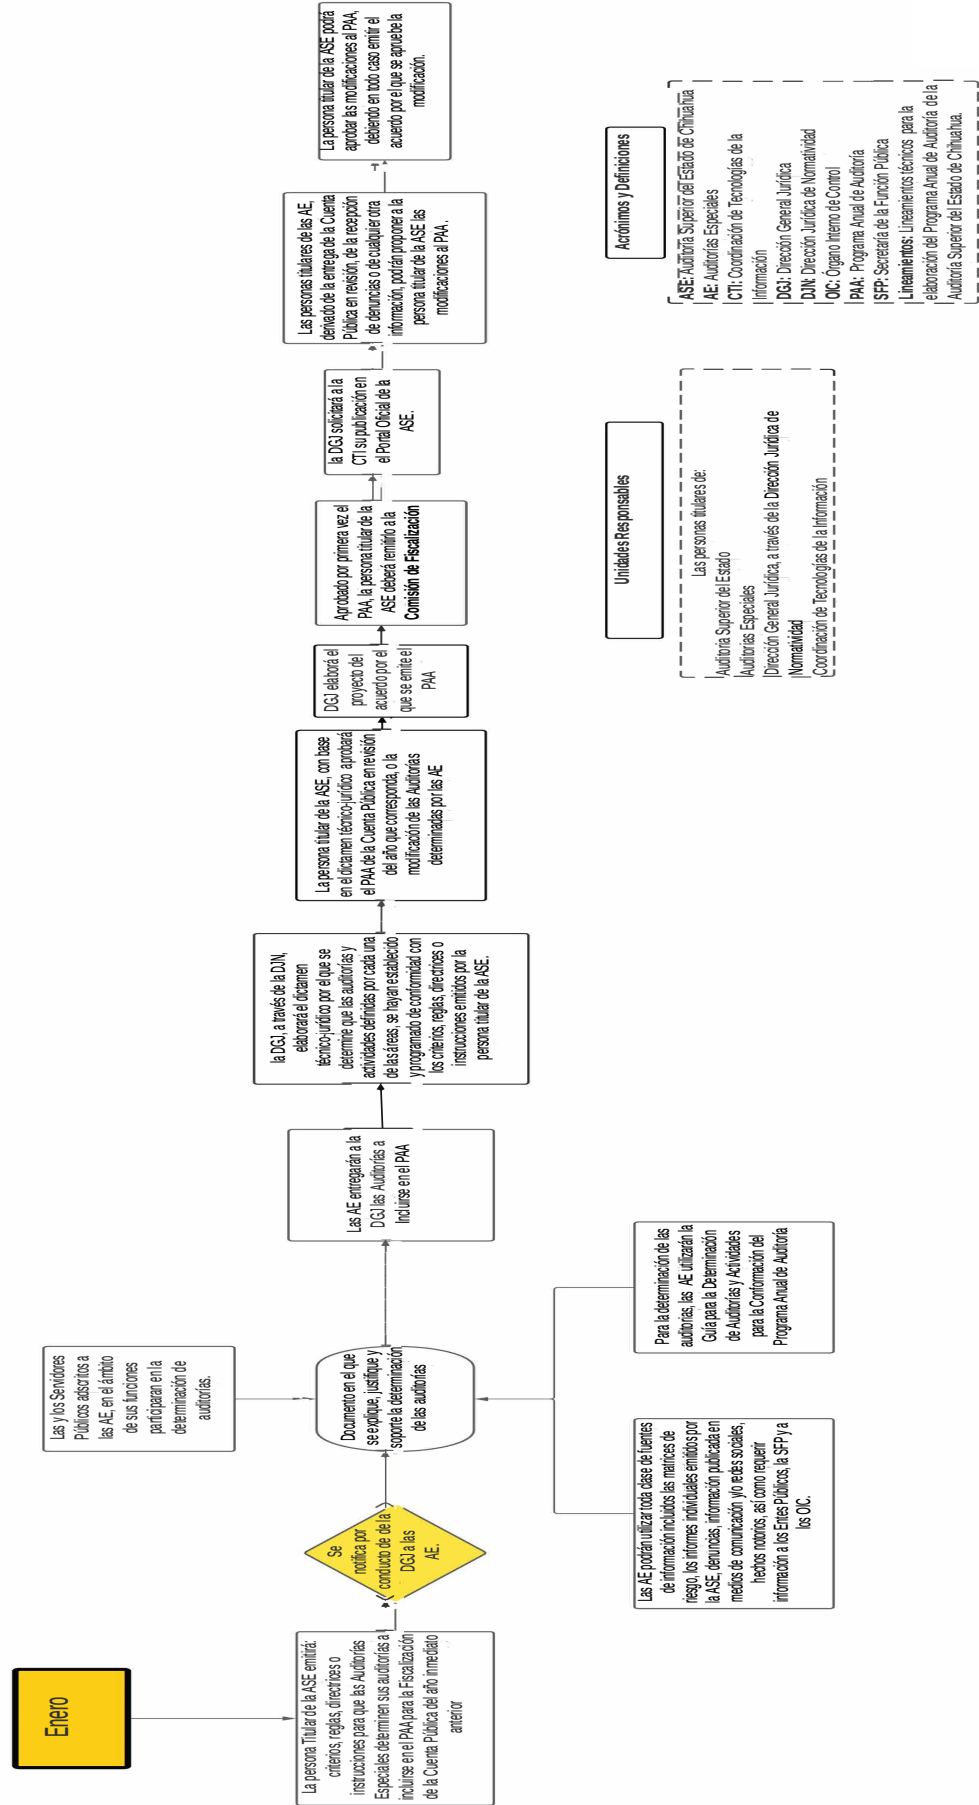 Enero
La persona Titular de la ASE emitirá:
criterios, reglas, directrices o
instrucciones para que las Auditorías
Especiales determinen sus auditorías a
incluirse en el PAA para la Fiscalización
de la Cuenta Pública del año inmediato
anterior
Se
notifica por
conducto de de la
DGJ a las
AE.
Las y los Servidores
Públicos adscritos a
las AE, en el ámbito
de sus funciones
participaran en la
determinación de
auditorías.
Documento en el que
se explique, justifique y
soporte la determinación
de las auditorías
Las AE podrán utilizar toda clase de fuentes
de información incluidos las matrices de
riesgo, los informes individuales emitidos por
la ASE, denuncias, información publicada en
medios de comunicación y/o redes sociales,
hechos notorios, así como requerir
información a los Entes Públicos, la SFP y a
los OIC.
Para la determinación de las
auditorías, las AE utilizarán la
Guía para la Determinación
de Auditorías y Actividades
para la Conformación del
Programa Anual de Auditoría
Las AE entregarán a la
DGJ las Auditorías a
Incluirse en el PAA
la DGJ, a través de la DJN,
elaborará el dictamen
técnico-jurídico por el que se
determine que las auditorías y
actividades definidas por cada una
de las áreas, se hayan establecido
y programado de conformidad con
los criterios, reglas, directrices o
instrucciones emitidos por la
persona titular de la ASE.
La persona titular de la ASE, con base
en el dictamen técnico-jurídico aprobará
el PAA de la Cuenta Pública en revisión
del año que corresponda, o la
modificación de las Auditorías
determinadas por las AE
DGJ elaborá el
proyecto del
acuerdo por el
que se emite el
PAA
Aprobado por primera vez el
PAA, la persona titular de la
ASE deberá remitirlo a la
Comisión de Fiscalización
la DGJ solicitará a la
CTI su publicación en
el Portal Oficial de la
ASE.
Las personas titulares de las AE,
derivado de la entrega de la Cuenta
Pública en revisión, de la recepción
de denuncias o de cualquier otra
información, podrán proponer a la
persona titular de la ASE las
modificaciones al PAA .
La persona titular de la ASE podrá
aprobar las modificaciones al PAA,
debiendo en todo caso emitir el
acuerdo por el que se apruebe la
modificación.
Unidades Responsables
Las personas titulares de:
Auditoría Superior del Estado
Auditorias Especiales
Dirección General Jurídica, a través de la Dirección Jurídica de
Normatividad
Coordinación de Tecnologías de la Información
Acrónimos y Definiciones
ASE: Auditoría Superior del Estado de Chihuahua
AE: Auditorías Especiales
CTI: Coordinación de Tecnologías de la
Información
DGJ: Dirección General Jurídica
DJN: Dirección Jurídica de Normatividad
OIC: Órgano Interno de Control
PAA: Programa Anual de Auditoría
SFP: Secretaría de la Función Pública
Lineamientos: Lineamientos técnicos para la
elaboración del Programa Anual de Auditoría de la
Auditoría Superior del Estado de Chihuahua.